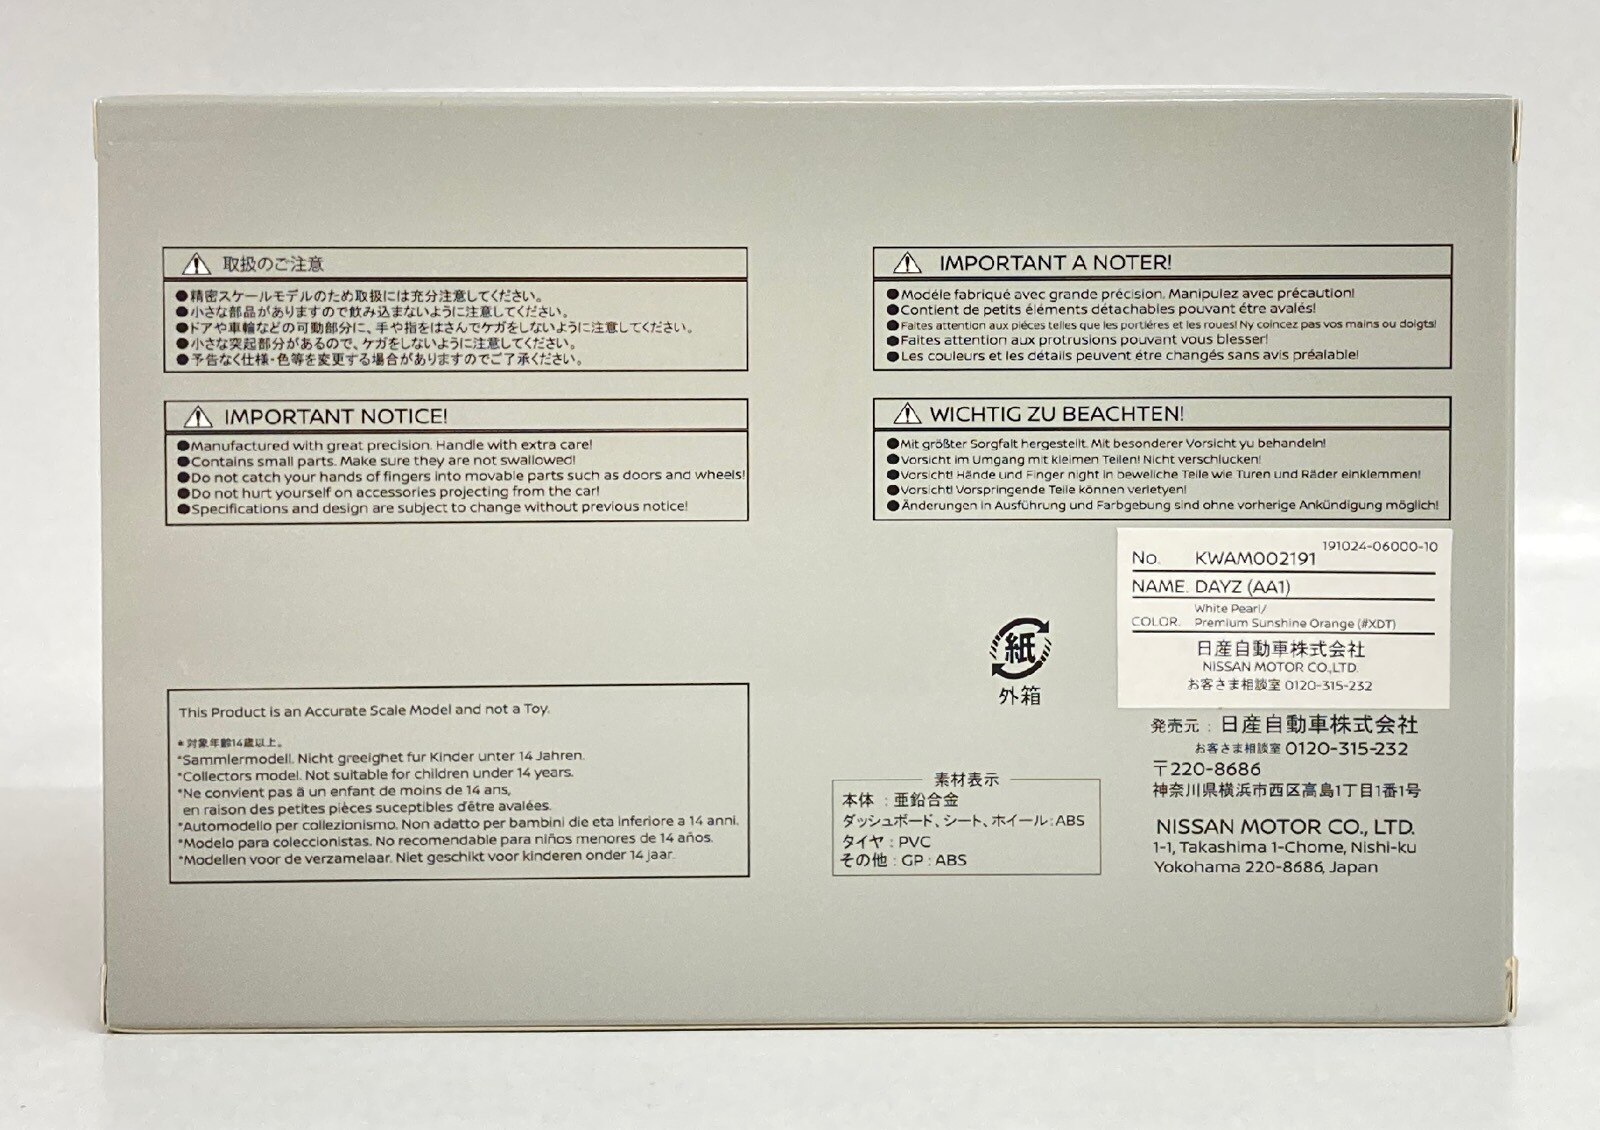 取扱のご注意
●精密スケールモデルのため取扱には充分注意してください。
●小さな部品がありますので飲み込まないように注意してください。
●ドアや車輪などの可動部分に、手や指をはさんでケガをしないように注意してください。
●小さな突起部分があるので、ケガをしないように注意してください。
●予告なく仕様・色等を変更する場合がありますのでご了承ください。
IMPORTANT NOTICE!
●Manufactured with great precision. Handle with extra care!
●Contains small parts. Make sure they are not swallowed!
●Do not catch your hands of fingers into movable parts such as doors and wheels!
●Do not hurt yourself on accessories projecting from the car!
●Specifications and design are subject to change without previous notice!
This Product is an Accurate Scale Model and not a Toy.
*対象年齢14歳以上。
*Sammlermodell. Nicht greeignet fur Kinder unter 14 Jahren.
*Collectors model. Not suitable for children under 14 years.
*Ne convient pas à un enfant de moins de 14 ans,
en raison des petites pièces suceptibles d'être avalées.
*Automodello per collezionismo. Non adatto per bambini die eta inferiore a 14 anni.
*Modelo para coleccionistas. No recomendable para niños menores de 14 años.
*Modellen voor de verzamelaar. Niet geschikt voor kinderen onder 14 jaar.
IMPORTANT A NOTER!
●Modéle fabriqué avec grande précision. Manipulez avec précaution!
●Contient de petits éléments détachables pouvant étre avalés!
●Faites attention aux piéces telles que les portiéres et les roues! Ny coincez pas vos mains ou doigts!
●Faites attention aux protrusions pouvant vous blesser!
●Les couleurs et les détails peuvent étre changés sans avis préalable!
WICHTIG ZU BEACHTEN!
●Mit größter Sorgfalt hergestellt. Mit besonderer Vorsicht yu behandeln!
●Vorsicht im Umgang mit kleimen Teilen! Nicht verschlucken!
●Vorsicht! Hände und Finger night in beweliche Teile wie Turen und Räder einklemmen!
●Vorsicht! Vorspringende Teile können verletyen!
●Änderungen in Ausführung und Farbgebung sind ohne vorherige Ankündigung möglich!
191024-06000-10
No. KWAM002191
NAME. DAYZ (AA1)
White Pearl/
COLOR. Premium Sunshine Orange (#XDT)
日産自動車株式会社
NISSAN MOTOR CO.,LTD.
お客さま相談室 0120-315-232
紙
外箱
発売元:日産自動車株式会社
お客さま相談室 0120-315-232
〒220-8686
神奈川県横浜市西区高島1丁目1番1号
NISSAN MOTOR CO., LTD.
1-1, Takashima 1-Chome, Nishi-ku
Yokohama 220-8686, Japan
素材表示
本体:亜鉛合金
ダッシュボード、シート、ホイール:ABS
タイヤ:PVC
その他:GP:ABS